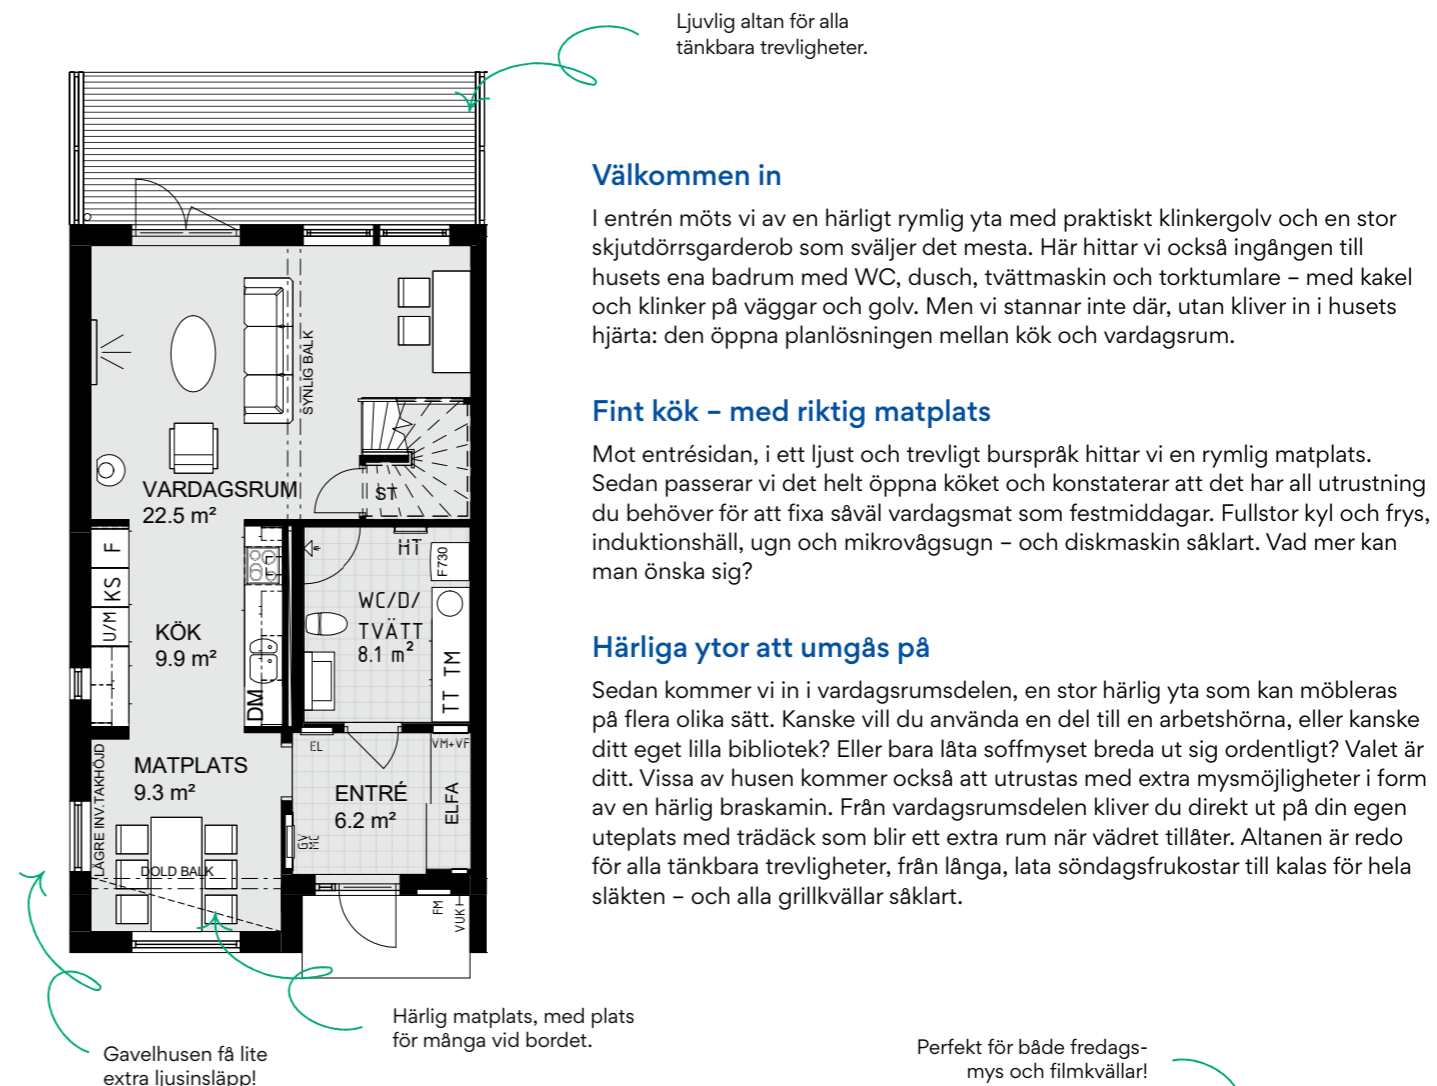 Ljuvlig altan för alla
tänkbara trevligheter.
Välkommen in
I entrén möts vi av en härligt rymlig yta med praktiskt klinkergolv och en stor
skjutdörrsgarderob som sväljer det mesta. Här hittar vi också ingången till
husets ena badrum med WC, dusch, tvättmaskin och torktumlare – med kakel
och klinker på väggar och golv. Men vi stannar inte där, utan kliver in i husets
hjärta: den öppna planlösningen mellan kök och vardagsrum.
Fint kök – med riktig matplats
Mot entrésidan, i ett ljust och trevligt burspråk hittar vi en rymlig matplats.
Sedan passerar vi det helt öppna köket och konstaterar att det har all utrustning
du behöver för att fixa såväl vardagsmat som festmiddagar. Fullstor kyl och frys,
induktionshäll, ugn och mikrovågsugn – och diskmaskin såklart. Vad mer kan
man önska sig?
Härliga ytor att umgås på
Sedan kommer vi in i vardagsrumsdelen, en stor härlig yta som kan möbleras
på flera olika sätt. Kanske vill du använda en del till en arbetshörna, eller kanske
ditt eget lilla bibliotek? Eller bara låta soffmyset breda ut sig ordentligt? Valet är
ditt. Vissa av husen kommer också att utrustas med extra mysmöjligheter i form
av en härlig braskamin. Från vardagsrumsdelen kliver du direkt ut på din egen
uteplats med trädäck som blir ett extra rum när vädret tillåter. Altanen är redo
för alla tänkbara trevligheter, från långa, lata söndagsfrukostar till kalas för hela
släkten – och alla grillkvällar såklart.
SYNLIG BALK
VARDAGSRUM
22.5 m²
ST
F
KS
U/M
KÖK
9.9 m²
DM
HT
F730
WC/D/
TVÄTT
8.1 m²
TT TM
EL
VM+VF
LÄGRE INV.TAKHÖJD
MATPLATS
9.3 m²
ENTRÉ
6.2 m²
ELFA
GV
MC
DOLD BALK
FM
VUK
Härlig matplats, med plats
för många vid bordet.
Gavelhusen få lite
extra ljusinsläpp!
Perfekt för både fredags-
mys och filmkvällar!